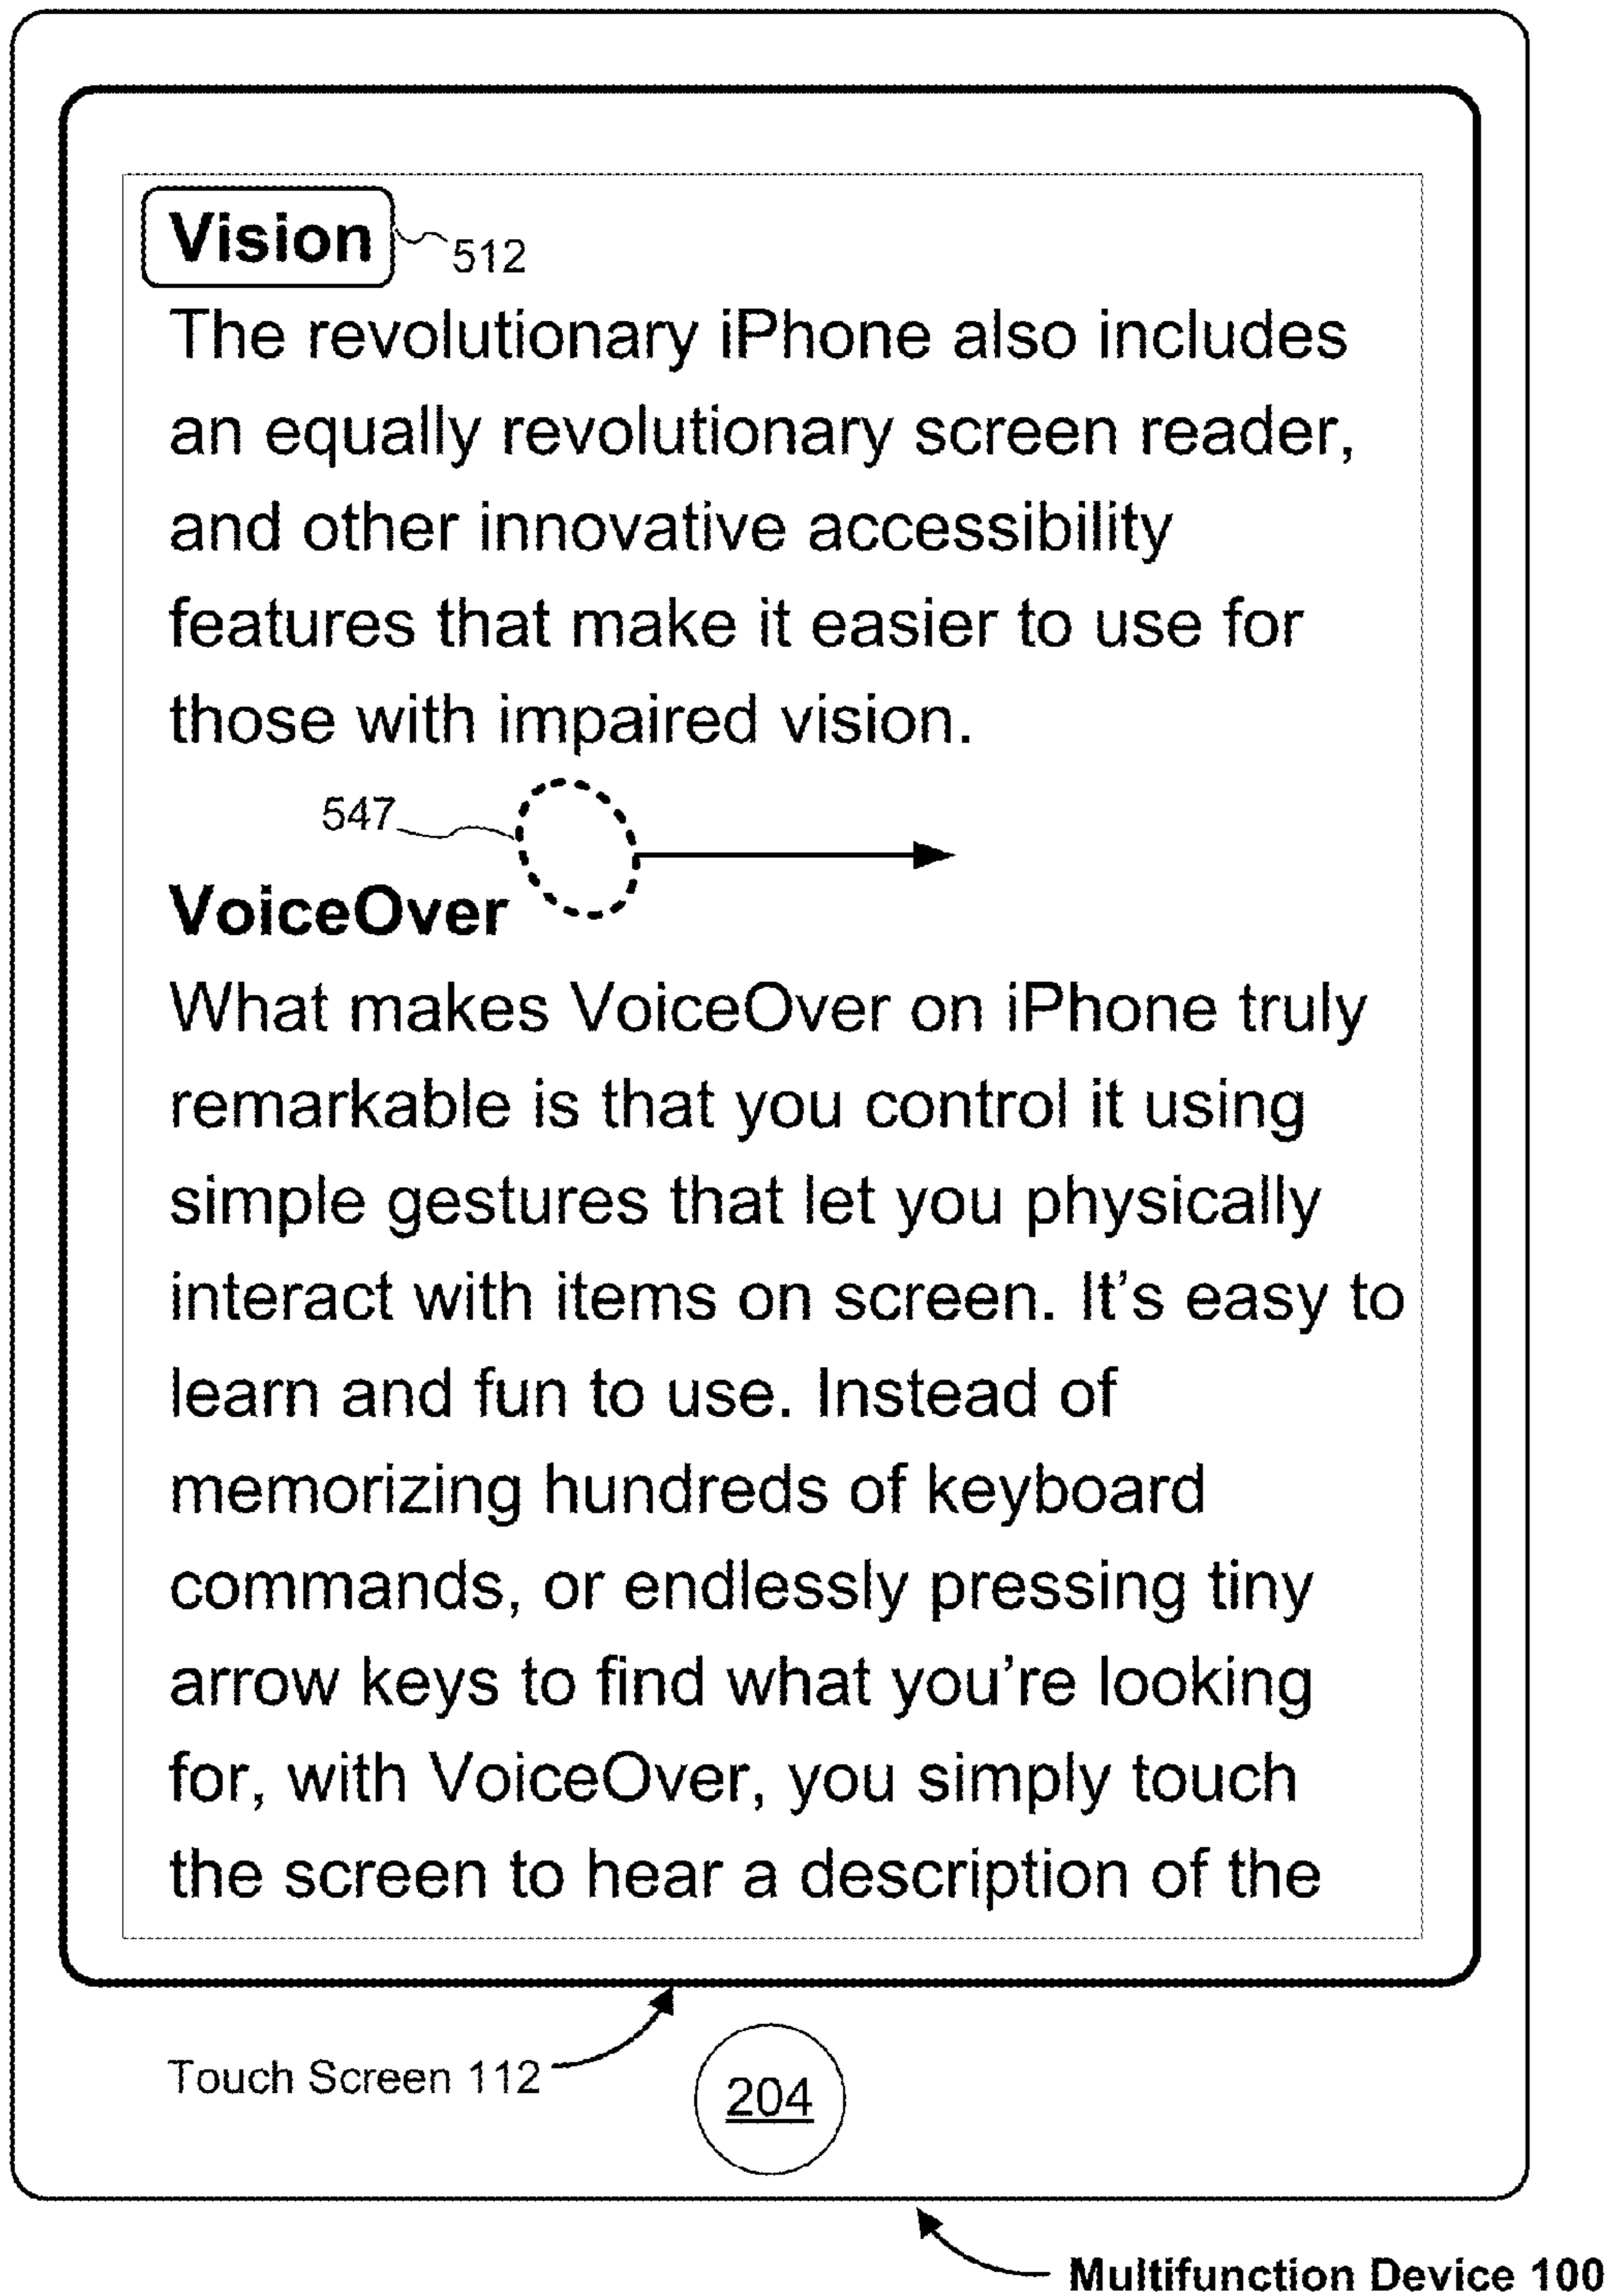 Vision
512
The revolutionary iPhone also includes
an equally revolutionary screen reader,
and other innovative accessibility
features that make it easier to use for
those with impaired vision.
547
VoiceOver
What makes VoiceOver on iPhone truly
remarkable is that you control it using
simple gestures that let you physically
interact with items on screen. It’s easy to
learn and fun to use. Instead of
memorizing hundreds of keyboard
commands, or endlessly pressing tiny
arrow keys to find what you’re looking
for, with VoiceOver, you simply touch
the screen to hear a description of the
Touch Screen 112
204
Multifunction Device 100